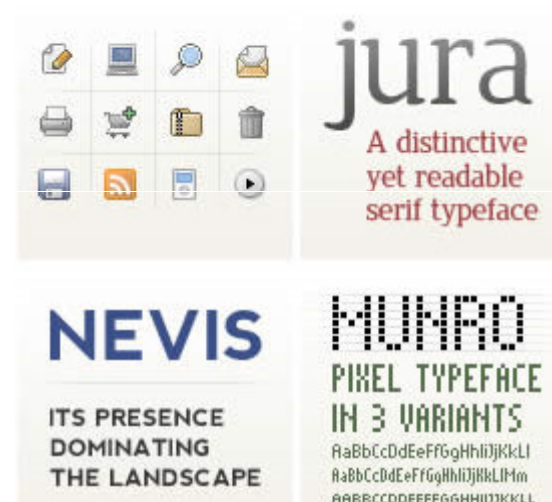 jura
A distinctive
yet readable
serif typeface
NEVIS
ITS PRESENCE
DOMINATING
THE LANDSCAPE
MUNRO
PIXEL TYPEFACE
IN 3 VARIANTS
AaBbCcDdEeFfGgHhIiJjKkLl
AaBbCcDdEeFfGgHhIiJjKkLlMm
AABBCCDDEEFFGGHHIIJJKKLL